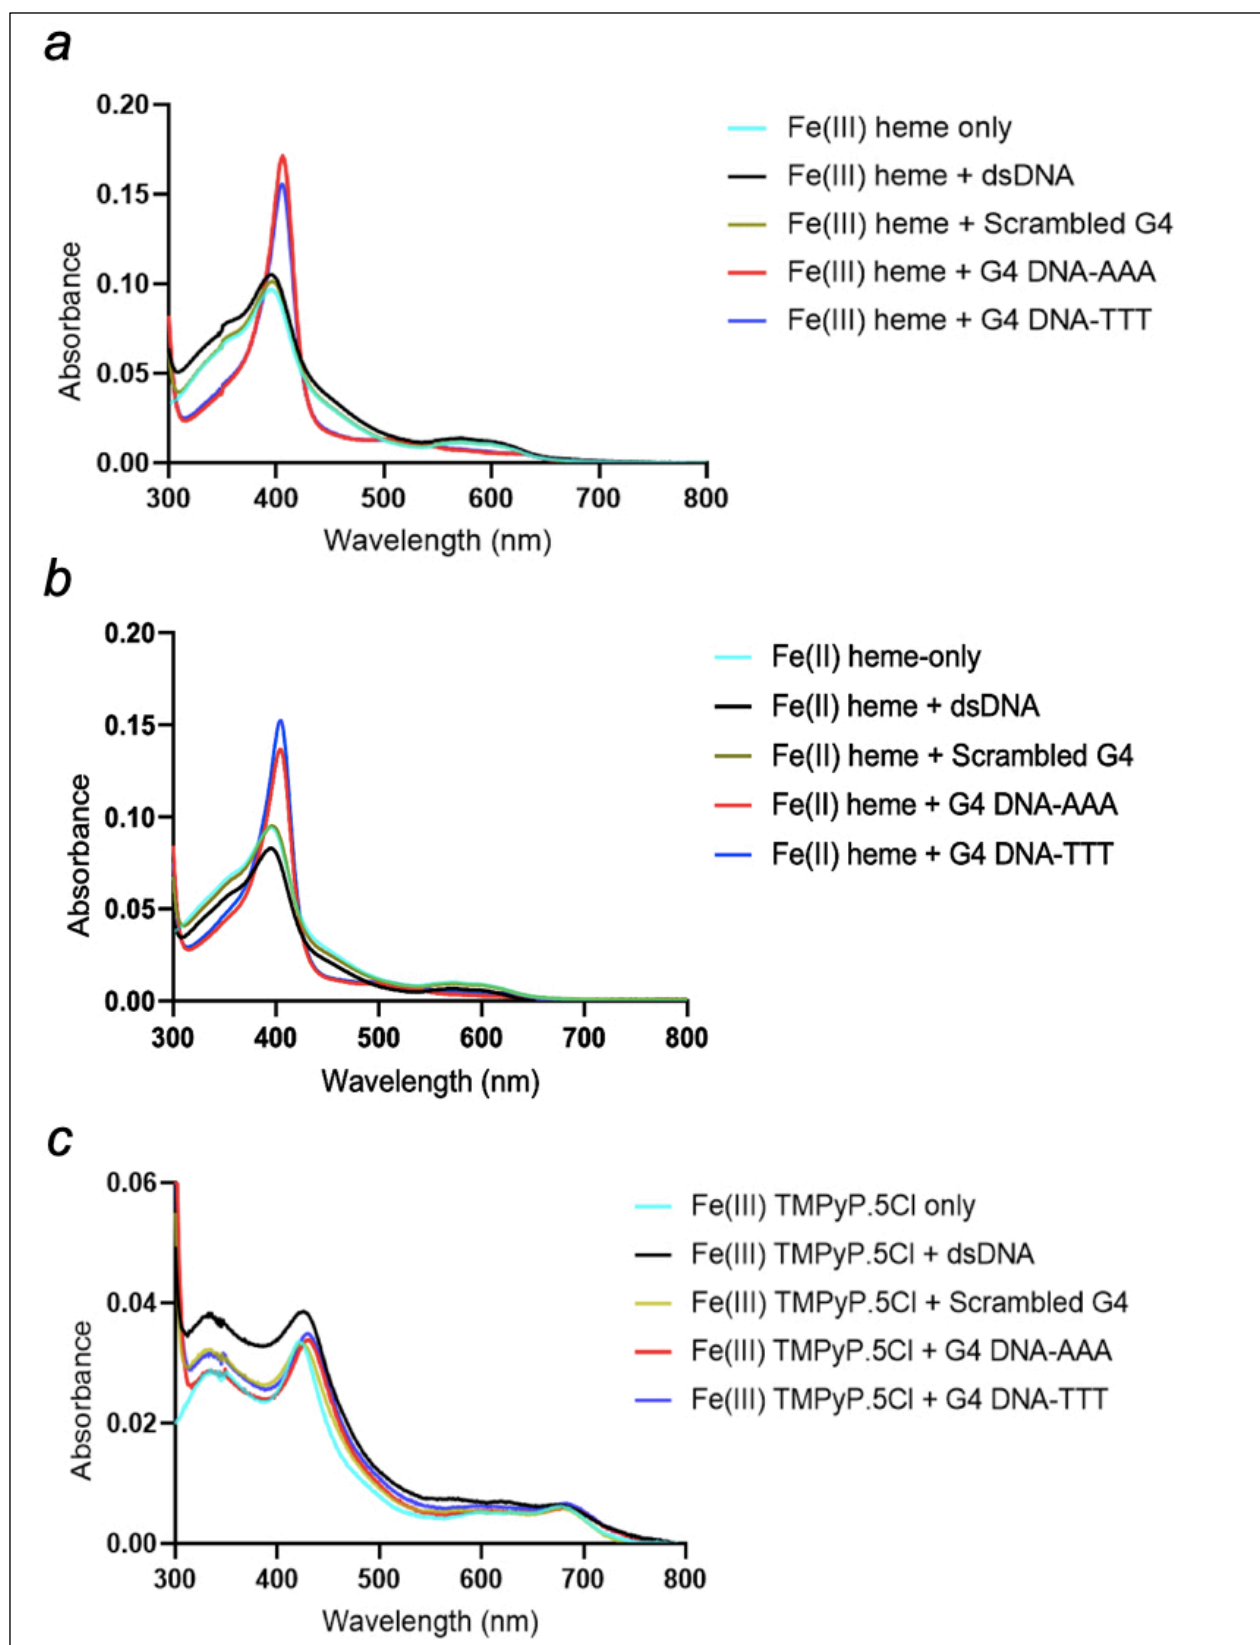 a
0.20
0.15
0.10
0.05
0.00
Absorbance
300 400 500 600 700 800
Wavelength (nm)
Fe(III) heme only
Fe(III) heme + dsDNA
Fe(III) heme + Scrambled G4
Fe(III) heme + G4 DNA-AAA
Fe(III) heme + G4 DNA-TTT
b
0.20
0.15
0.10
0.05
0.00
Absorbance
300 400 500 600 700 800
Wavelength (nm)
Fe(II) heme-only
Fe(II) heme + dsDNA
Fe(II) heme + Scrambled G4
Fe(II) heme + G4 DNA-AAA
Fe(II) heme + G4 DNA-TTT
c
0.06
0.04
0.02
0.00
Absorbance
300 400 500 600 700 800
Wavelength (nm)
Fe(III) TMPyP.5Cl only
Fe(III) TMPyP.5Cl + dsDNA
Fe(III) TMPyP.5Cl + Scrambled G4
Fe(III) TMPyP.5Cl + G4 DNA-AAA
Fe(III) TMPyP.5Cl + G4 DNA-TTT